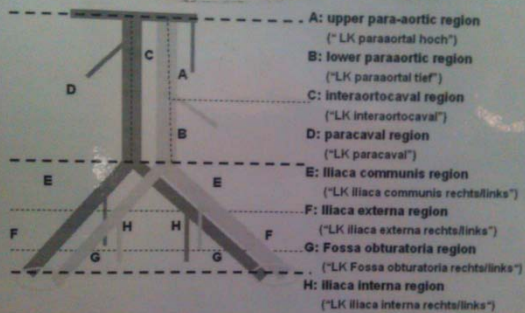 A: upper para-aortic region
("LK paraaortal hoch")
B: lower paraaortic region
("LK paraaortal tief")
C: interaortocaval region
("LK interaortocaval")
D: paracaval region
("LK paracaval")
E: Iliaca communis region
("LK iliaca communis rechts/links")
F: Iliaca externa region
("LK iliaca externa rechts/links")
G: Fossa obturatoria region
("LK Fossa obturatoria rechts/links")
H: iliaca interna region
("LK iliaca interna rechts/links")
C
A
D
B
E
E
F
H
H
F
G
G